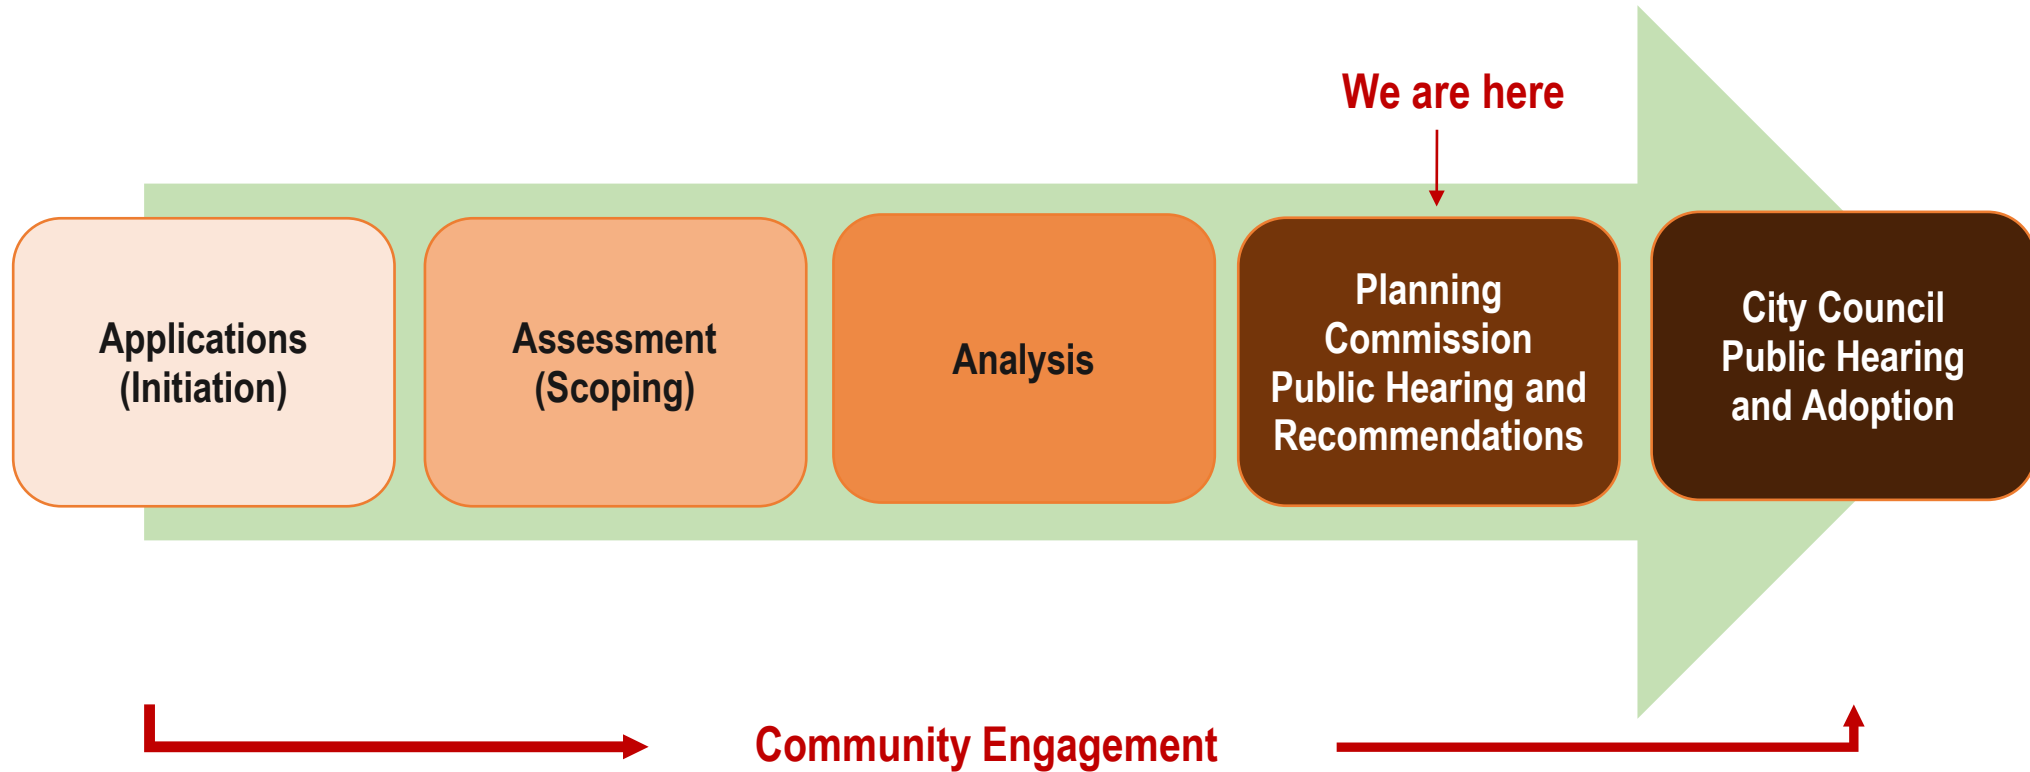 We are here
Applications
(Initiation)
Assessment
(Scoping)
Analysis
Planning
Commission
Public Hearing and
Recommendations
City Council
Public Hearing
and Adoption
Community Engagement